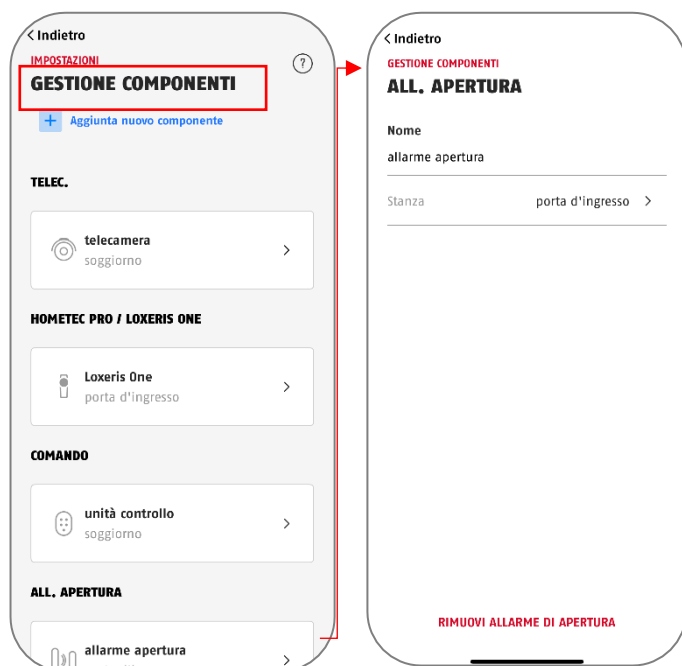 Indietro
IMPOSTAZIONI
?
GESTIONE COMPONENTI
+ Aggiunta nuovo componente
TELEC.
telecamera
soggiorno
HOMETEC PRO / LOXERIS ONE
Loxeris One
porta d'ingresso
COMANDO
unità controllo
soggiorno
ALL. APERTURA
allarme apertura
Indietro
GESTIONE COMPONENTI
ALL. APERTURA
Nome
allarme apertura
Stanza porta d'ingresso
RIMUOVI ALLARME DI APERTURA